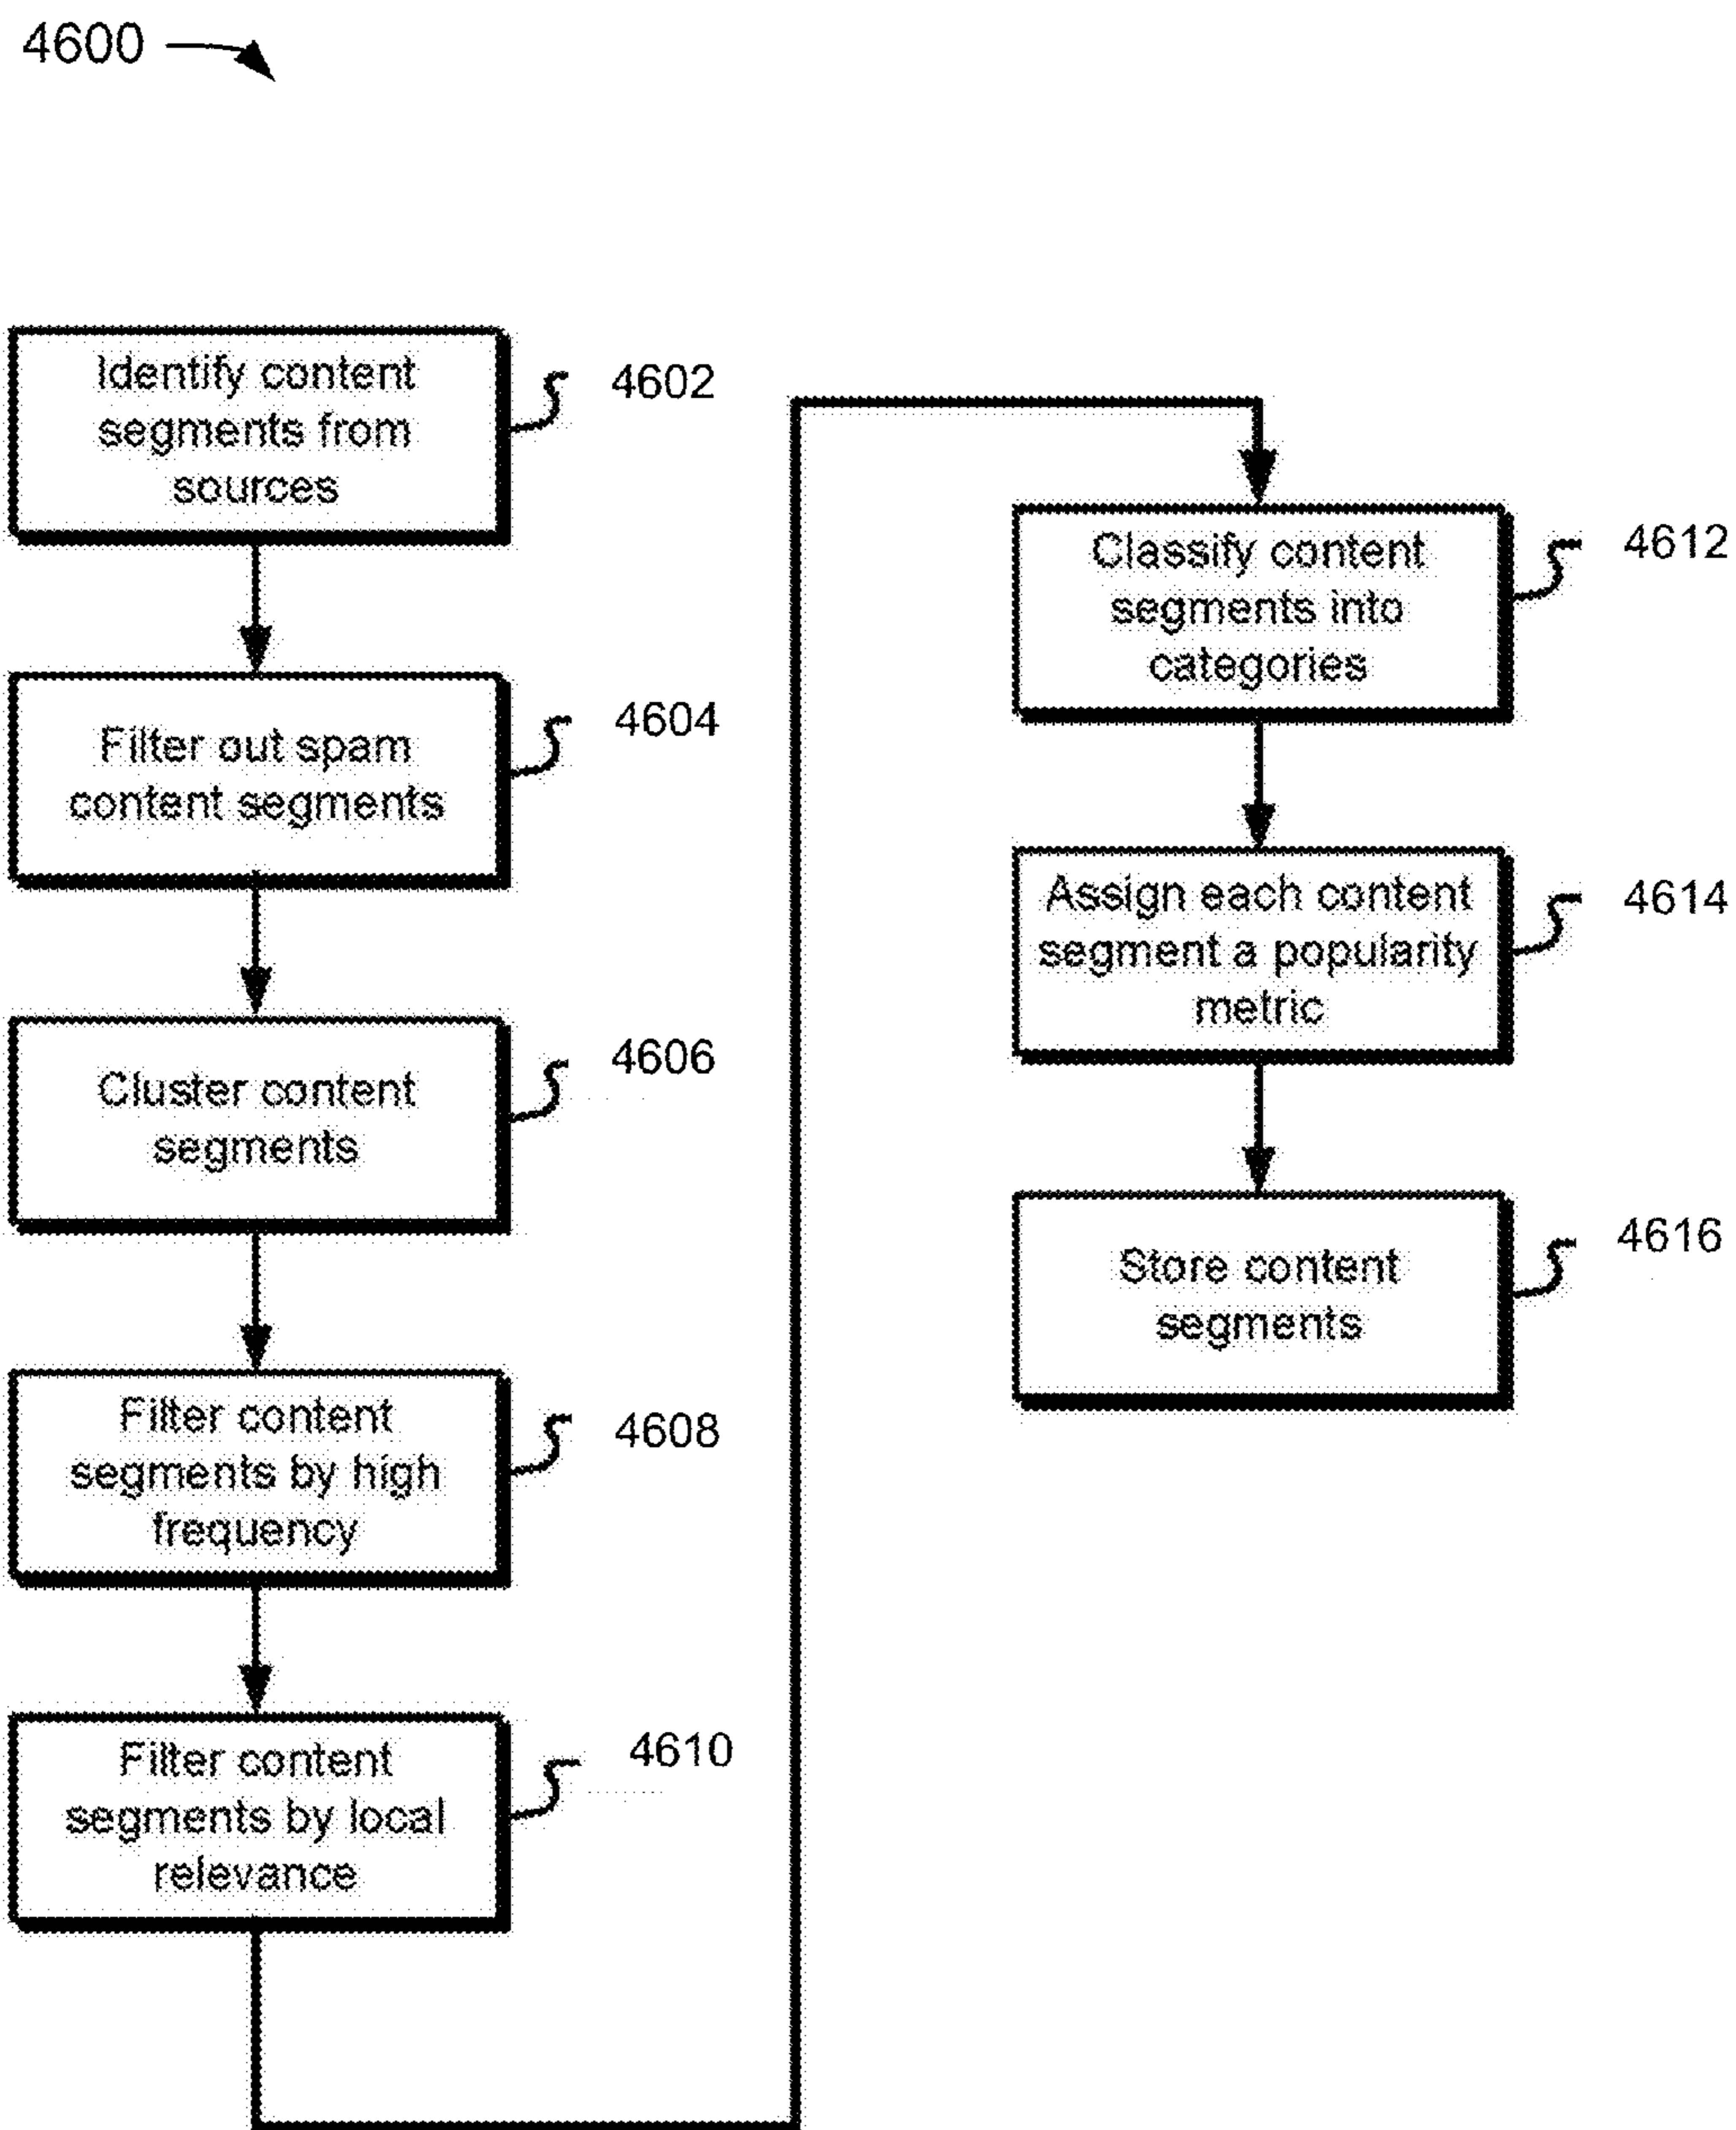 4600
Identify content
segments from
sources
4602
Filter out spam
content segments
4604
Cluster content
segments
4606
Filter content
segments by high
frequency
4608
Filter content
segments by local
relevance
4610
Classify content
segments into
categories
4612
Assign each content
segment a popularity
metric
4614
Store content
segments
4616